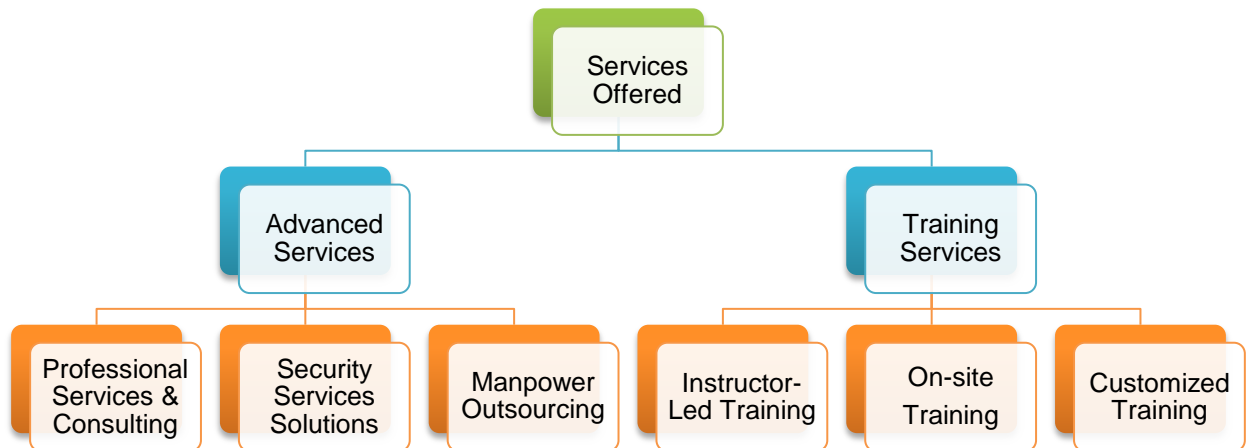 Services
Offered
Advanced
Services
Training
Services
Professional
Services &
Consulting
Security
Services
Solutions
Manpower
Outsourcing
Instructor-
Led Training
On-site
Training
Customized
Training